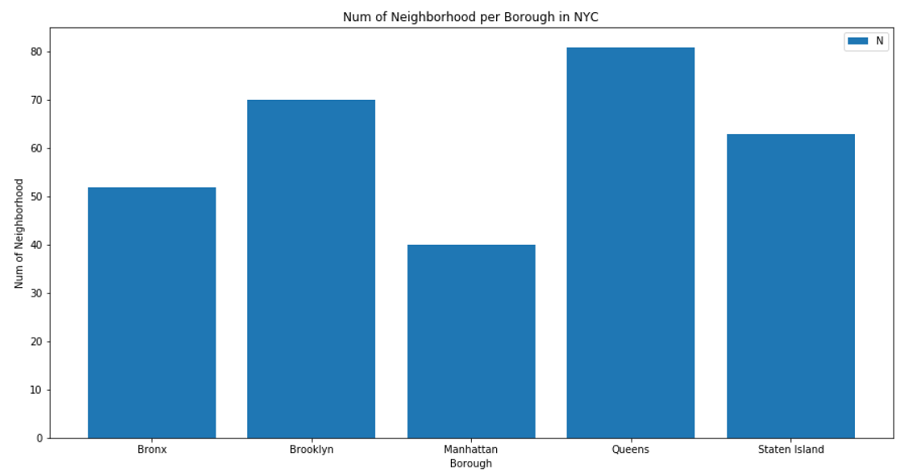 Num of Neighborhood per Borough in NYC
N
80
70
60
50
40
30
20
10
0
Num of Neighborhood
Bronx Brooklyn Manhattan Queens Staten Island
Borough